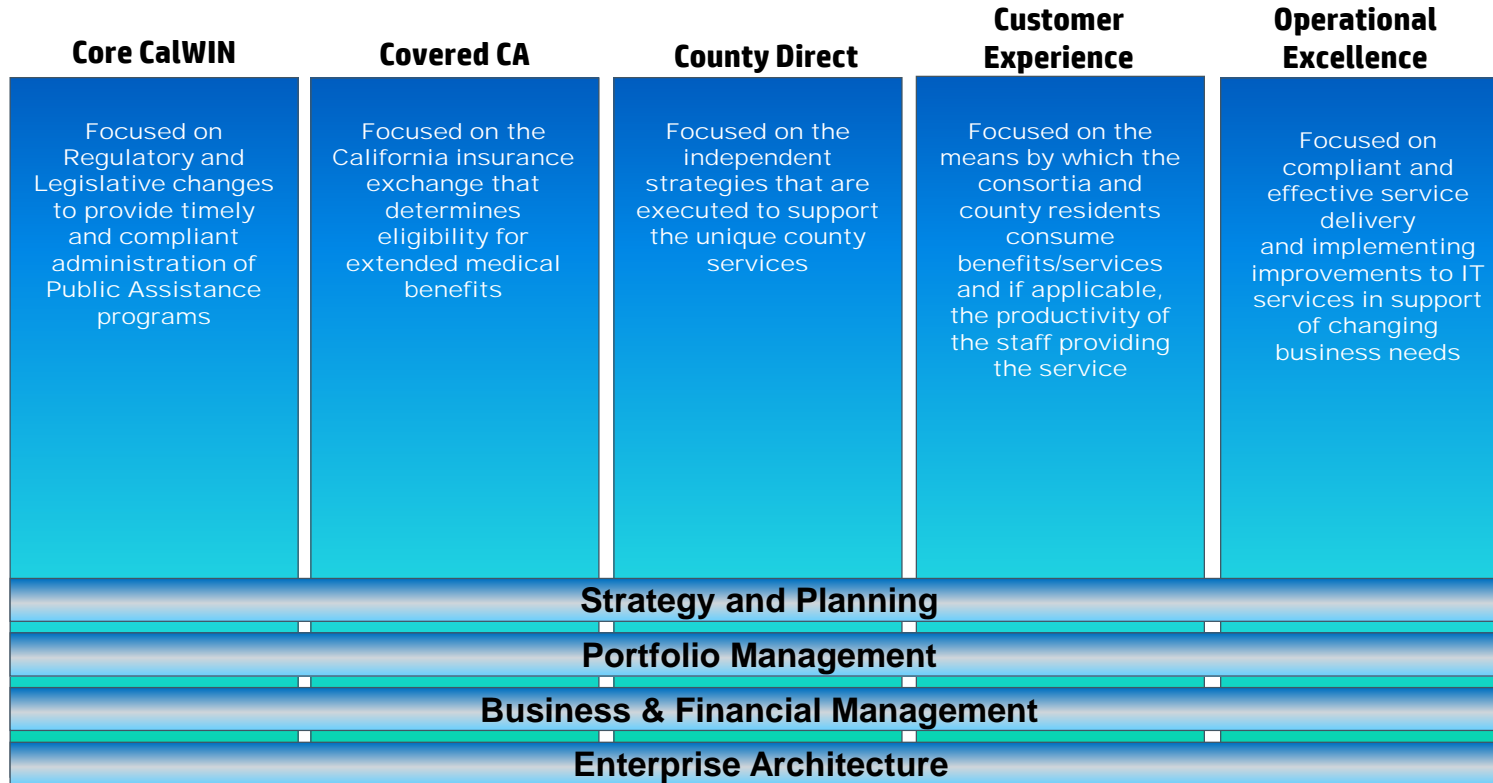 Core CalWIN
Focused on
Regulatory and
Legislative changes
to provide timely
and compliant
administration of
Public Assistance
programs
Covered CA
Focused on the
California insurance
exchange that
determines
eligibility for
extended medical
benefits
County Direct
Focused on the
independent
strategies that are
executed to support
the unique county
services
Customer
Experience
Focused on the
means by which the
consortia and
county residents
consume
benefits/services
and if applicable,
the productivity of
the staff providing
the service
Operational
Excellence
Focused on
compliant and
effective service
delivery
and implementing
improvements to IT
services in support
of changing
business needs
Strategy and Planning
Portfolio Management
Business & Financial Management
Enterprise Architecture